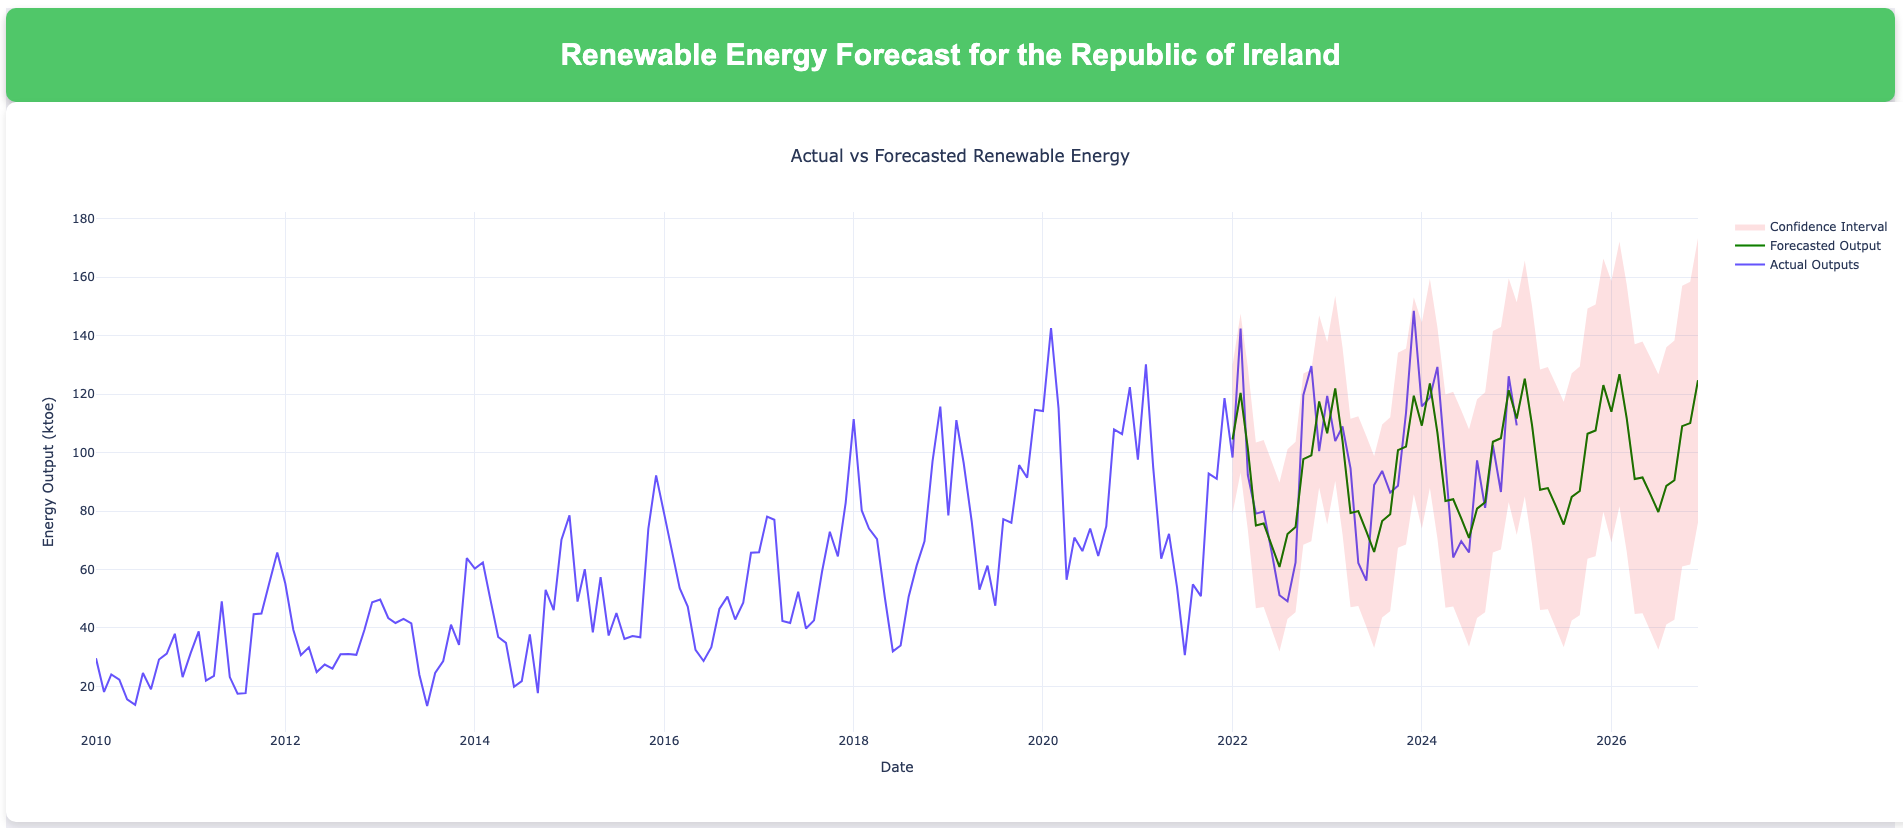 Renewable Energy Forecast for the Republic of Ireland
Actual vs Forecasted Renewable Energy
Energy Output (ktoe)
180
160
140
120
100
80
60
40
20
2010
2012
2014
2016
2018
2020
2022
2024
2026
Date
Confidence Interval
Forecasted Output
Actual Outputs